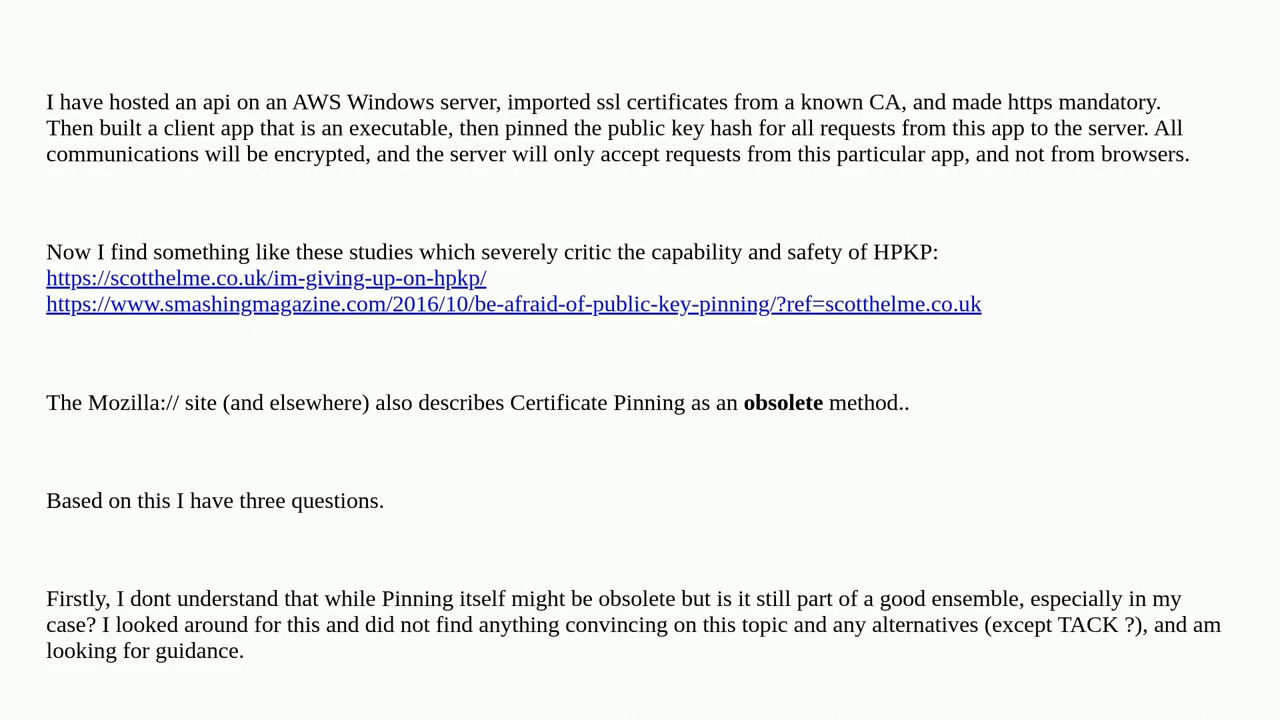 I have hosted an api on an AWS Windows server, imported ssl certificates from a known CA, and made https mandatory.
Then built a client app that is an executable, then pinned the public key hash for all requests from this app to the server. All
communications will be encrypted, and the server will only accept requests from this particular app, and not from browsers.
Now I find something like these studies which severely critic the capability and safety of HPKP:
https://scotthelme.co.uk/im-giving-up-on-hpkp/
https://www.smashingmagazine.com/2016/10/be-afraid-of-public-key-pinning/?ref=scotthelme.co.uk
The Mozilla:// site (and elsewhere) also describes Certificate Pinning as an obsolete method..
Based on this I have three questions.
Firstly, I dont understand that while Pinning itself might be obsolete but is it still part of a good ensemble, especially in my
case? I looked around for this and did not find anything convincing on this topic and any alternatives (except TACK ?), and am
looking for guidance.